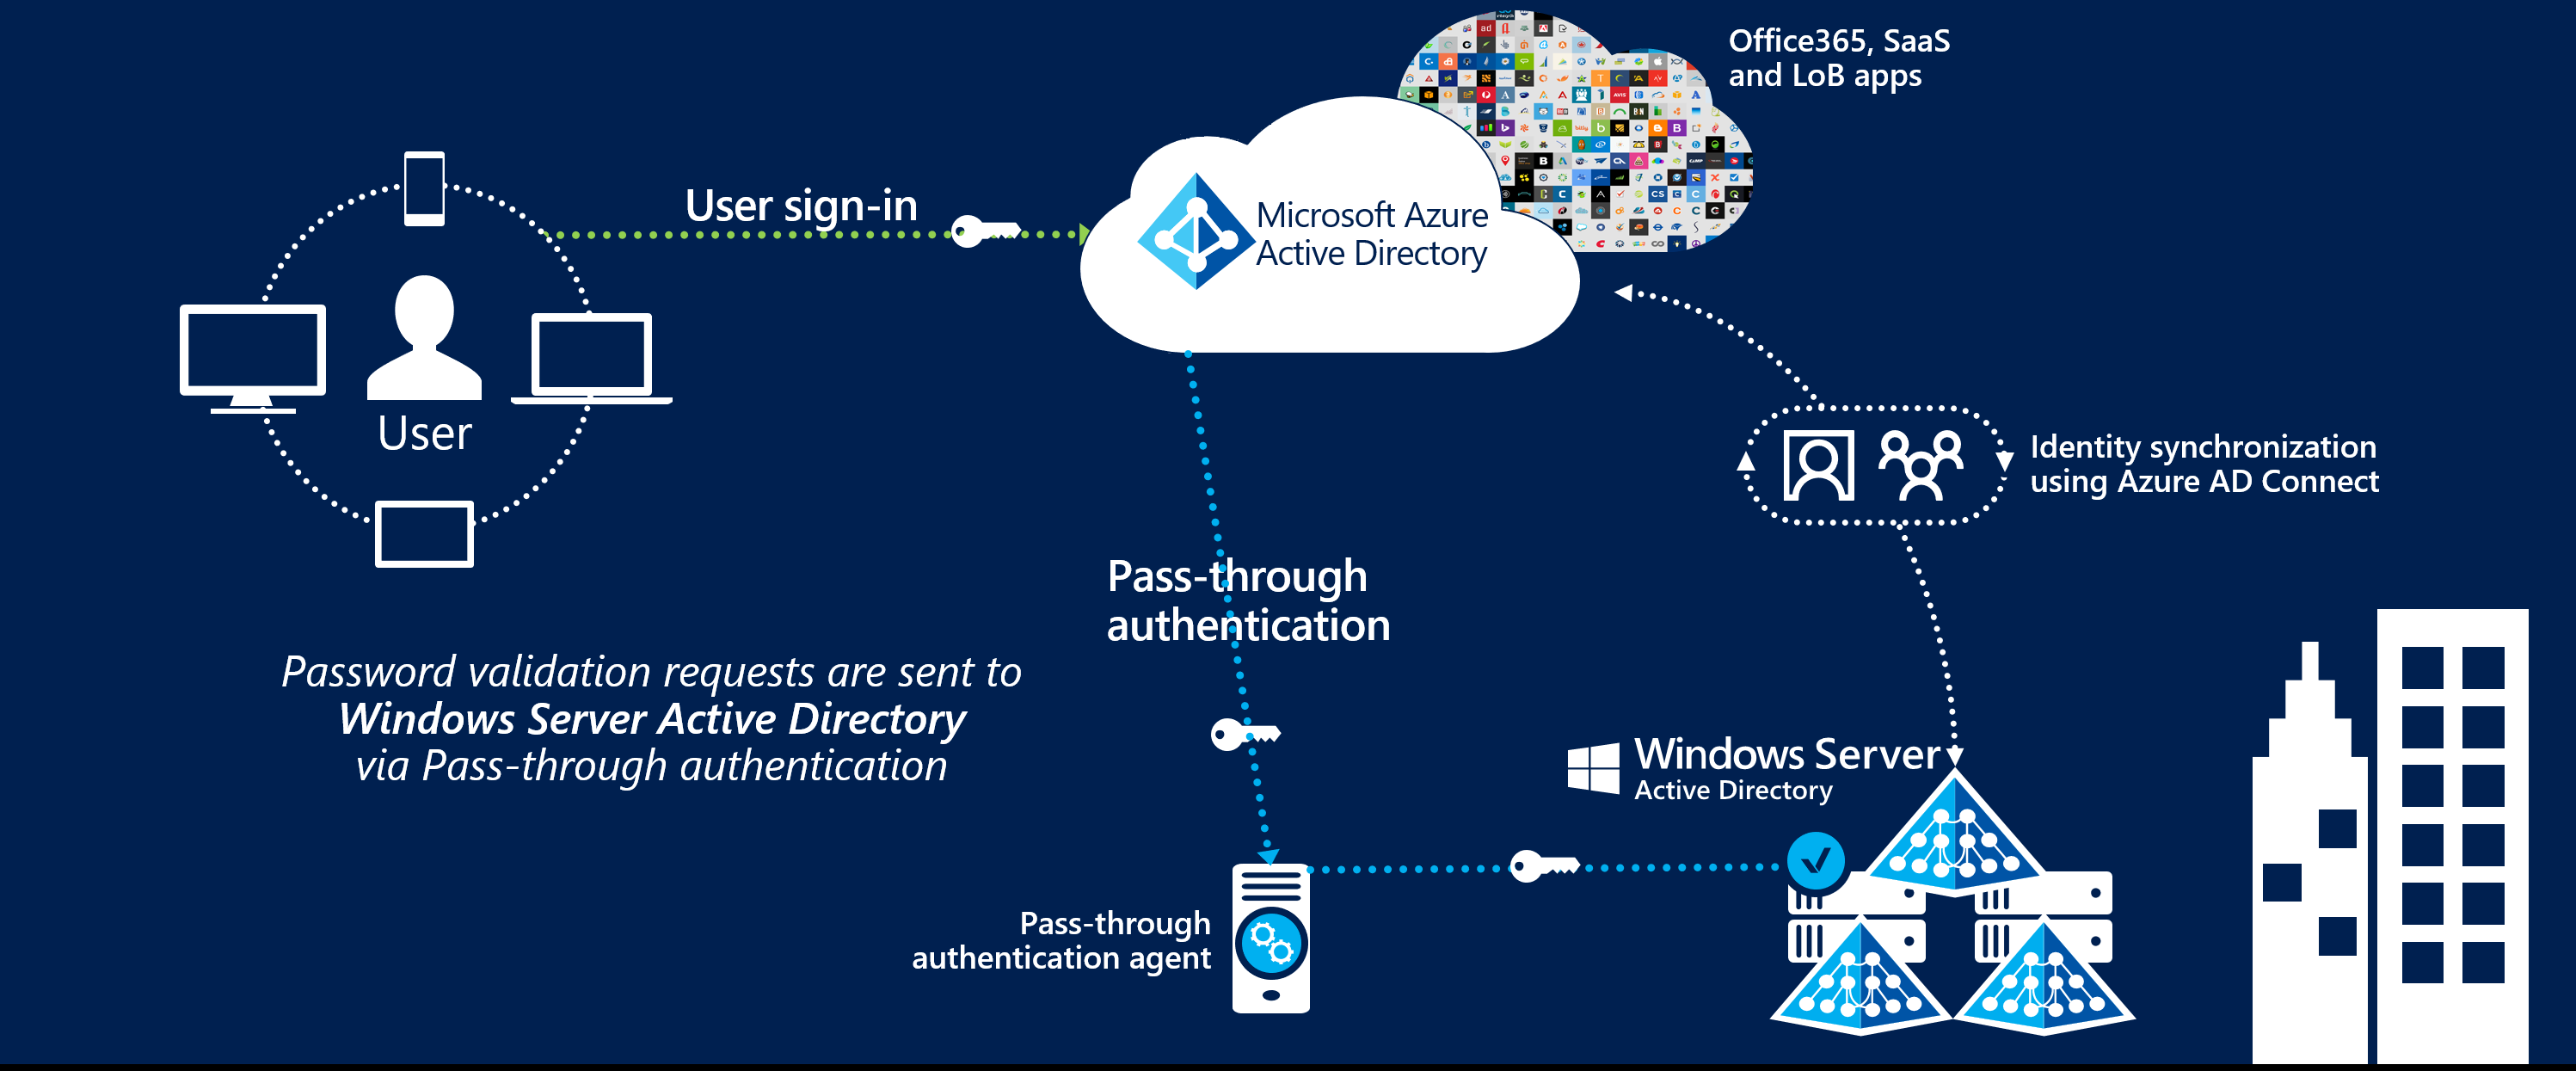 Office365, SaaS
and LoB apps
User sign-in
Microsoft Azure
Active Directory
User
Identity synchronization
using Azure AD Connect
Pass-through
authentication
Password validation requests are sent to
Windows Server Active Directory
via Pass-through authentication
Windows Server
Active Directory
Pass-through
authentication agent